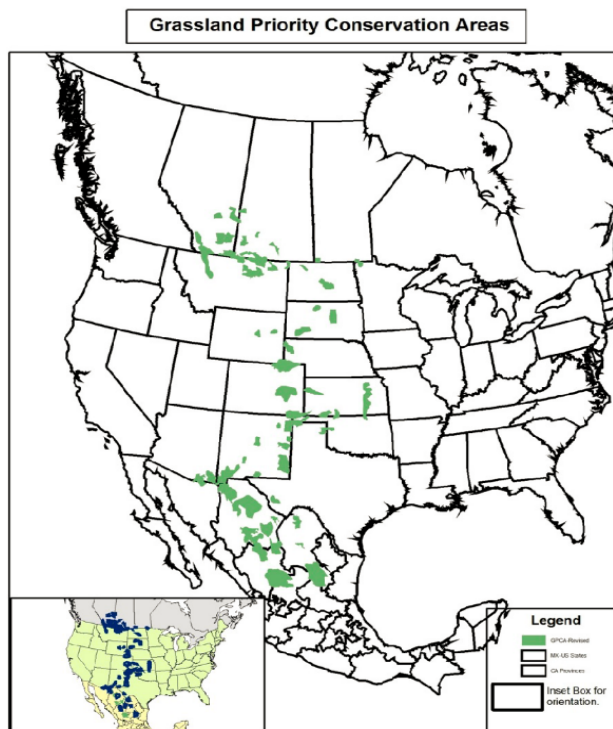 Grassland Priority Conservation Areas
Legend
GPCA-Revised
MX-US States
CA Provinces
Inset Box for
orientation.